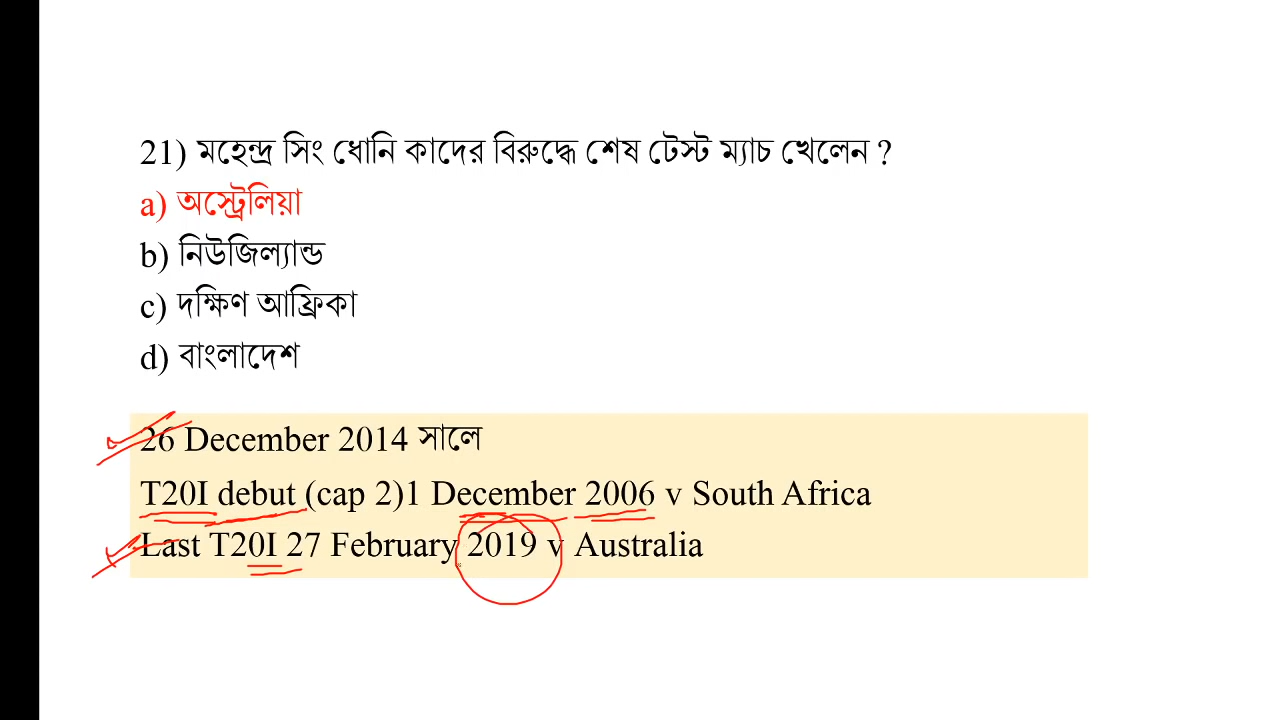 21) মহেন্দ্র সিং ধোনি কাদের বিরুদ্ধে শেষ টেস্ট ম্যাচ খেলেন ?
a) অস্ট্রেলিয়া
b) নিউজিল্যান্ড
c) দক্ষিণ আফ্রিকা
d) বাংলাদেশ
26 December 2014 সালে
T20I debut (cap 2)1 December 2006 v South Africa
Last T20I 27 February 2019 v Australia